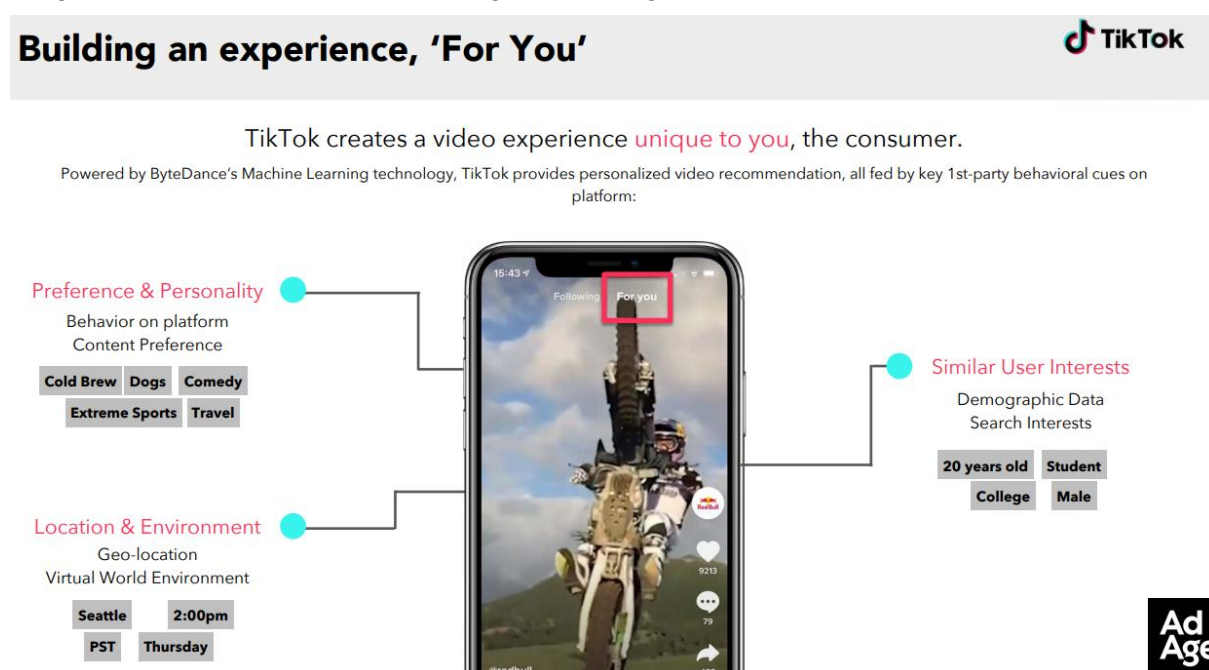 Building an experience, ‘For You’
TikTok
TikTok creates a video experience unique to you, the consumer.
Powered by ByteDance’s Machine Learning technology, TikTok provides personalized video recommendation, all fed by key 1st-party behavioral cues on
platform:
Preference & Personality
Behavior on platform
Content Preference
Cold Brew Dogs Comedy
Extreme Sports Travel
Location & Environment
Geo-location
Virtual World Environment
Seattle 2:00pm
PST Thursday
15:43
Following For you
RedBull
9213
79
@redbull
Similar User Interests
Demographic Data
Search Interests
20 years old Student
College Male
Ad
Age